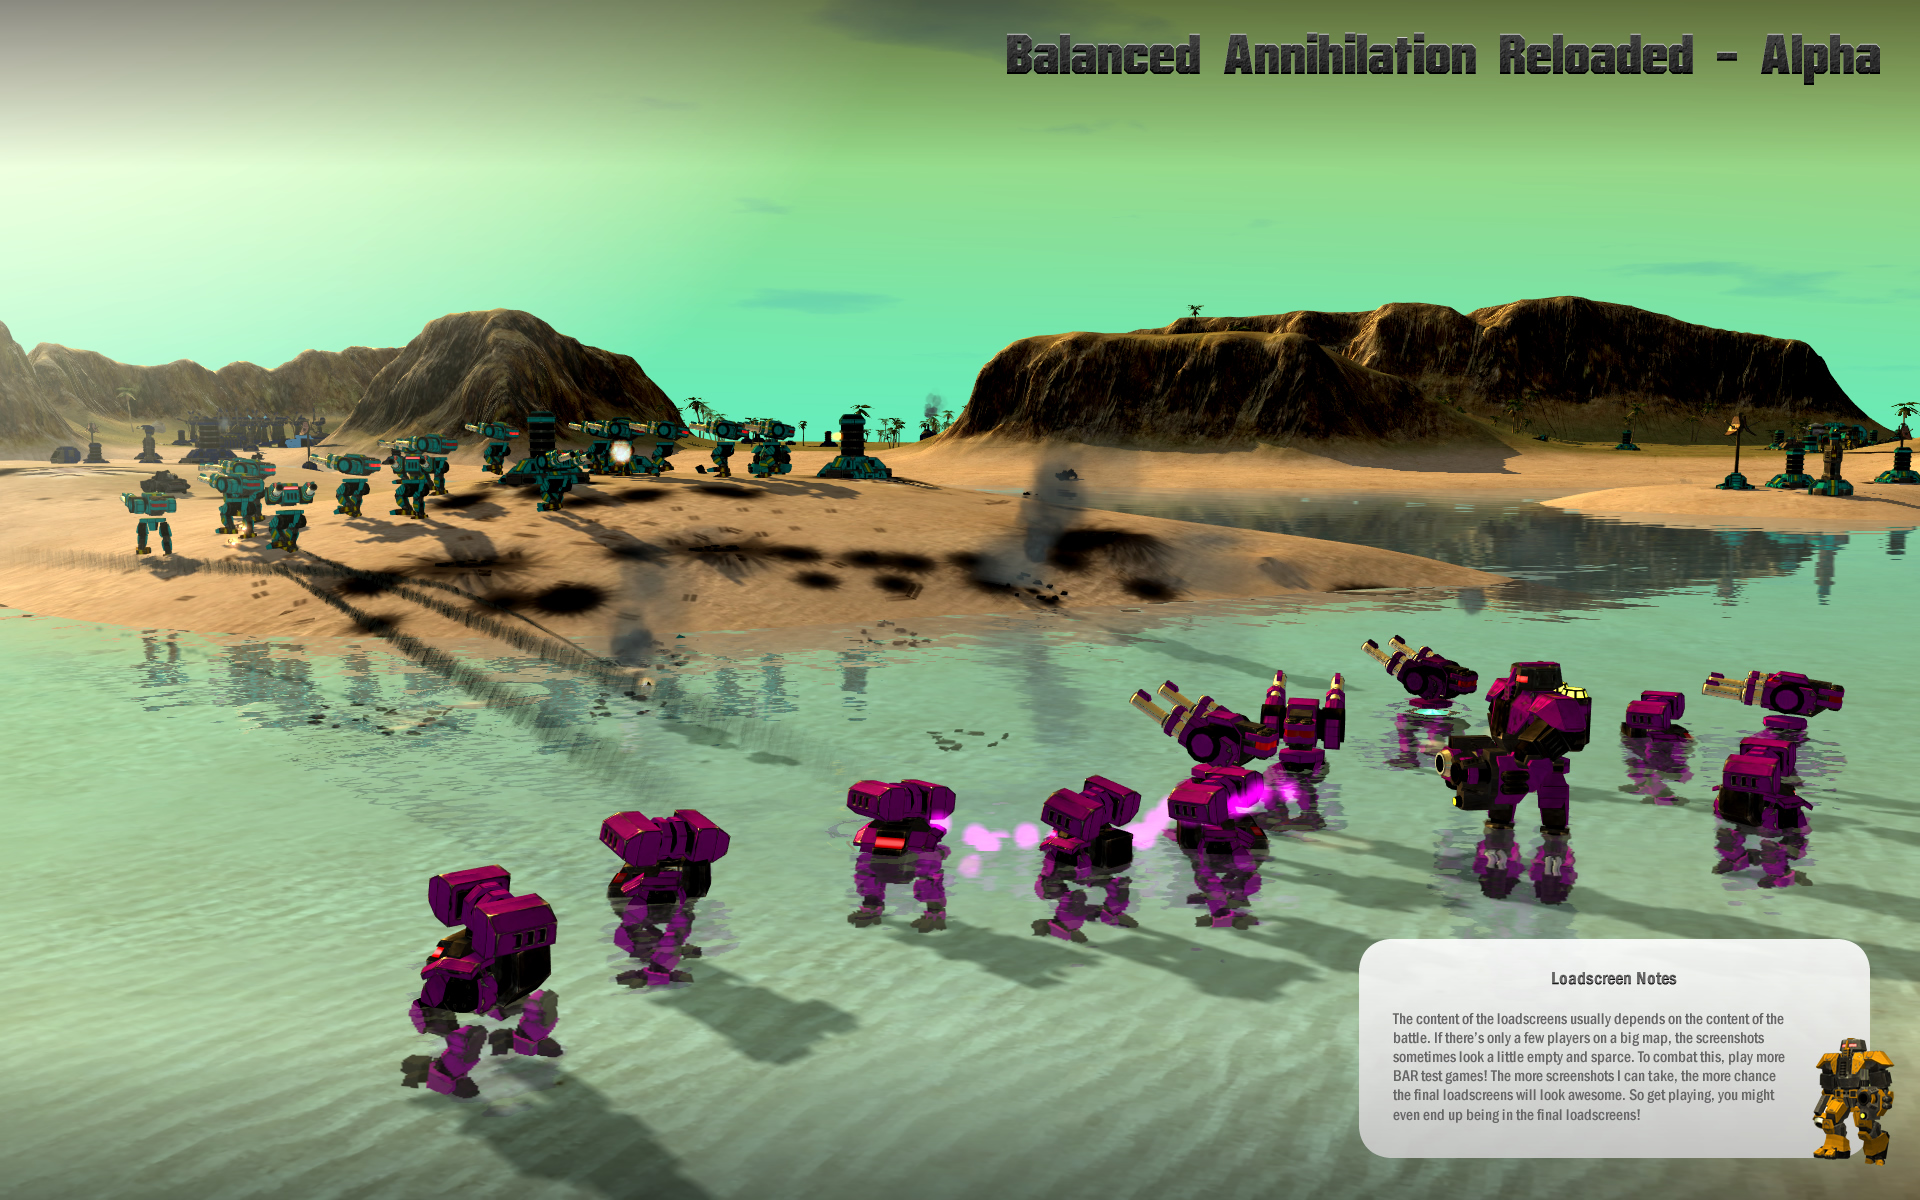 Balanced Annihilation Reloaded - Alpha
Loadscreen Notes
The content of the loadscreens usually depends on the content of the
battle. If there's only a few players on a big map, the screenshots
sometimes look a little empty and sparce. To combat this, play more
BAR test games! The more screenshots I can take, the more chance
the final loadscreens will look awesome. So get playing, you might
even end up being in the final loadscreens!